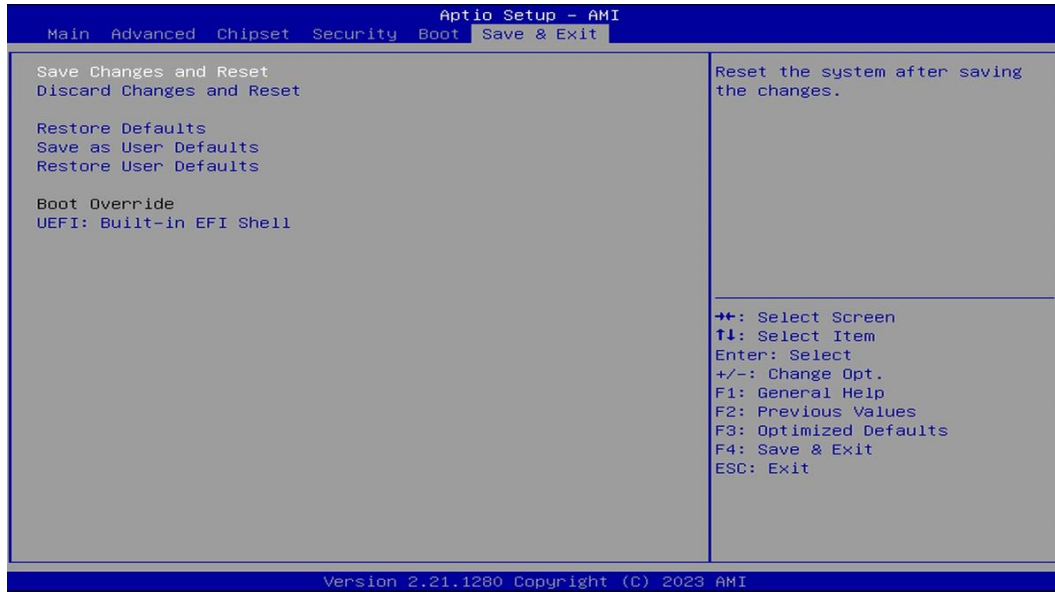 Aptio Setup – AMI
Main Advanced Chipset Security Boot Save & Exit
Save Changes and Reset
Discard Changes and Reset
Restore Defaults
Save as User Defaults
Restore User Defaults
Boot Override
UEFI: Built-in EFI Shell
Reset the system after saving
the changes.
→←: Select Screen
↑↓: Select Item
Enter: Select
+/-: Change Opt.
F1: General Help
F2: Previous Values
F3: Optimized Defaults
F4: Save & Exit
ESC: Exit
Version 2.21.1280 Copyright (C) 2023 AMI